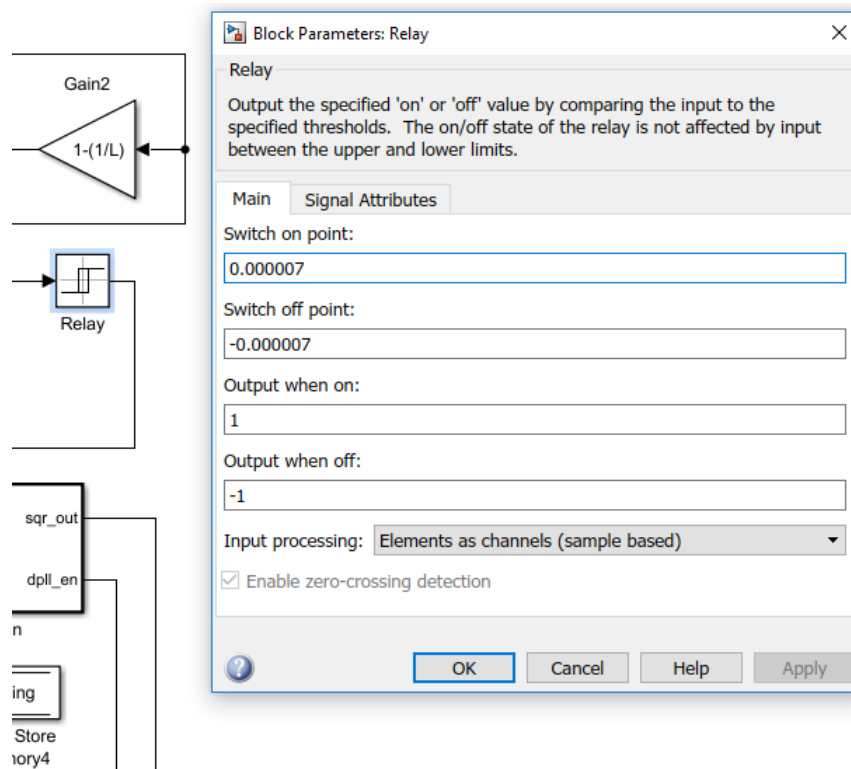 Block Parameters: Relay
Relay
Output the specified 'on' or 'off' value by comparing the input to the
specified thresholds. The on/off state of the relay is not affected by input
between the upper and lower limits.
Main
Signal Attributes
Switch on point:
0.000007
Switch off point:
-0.000007
Output when on:
1
Output when off:
-1
Input processing:
Elements as channels (sample based)
Enable zero-crossing detection
OK
Cancel
Help
Apply
Gain2
1-(1/L)
Relay
sqr_out
dpll_en
n
ing
Store
nory4